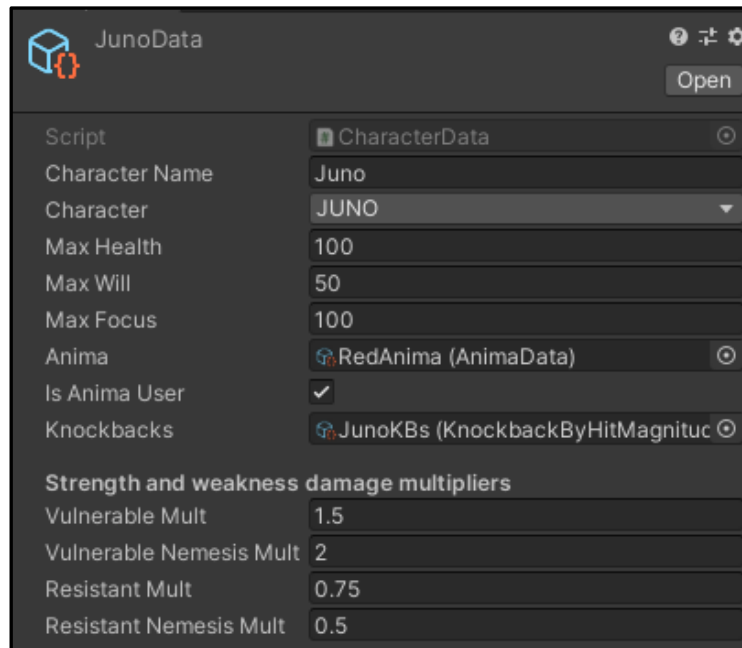 JunoData
Open
Script CharacterData
Character Name Juno
Character JUNO
Max Health 100
Max Will 50
Max Focus 100
Anima RedAnima (AnimaData)
Is Anima User
Knockbacks JunoKBs (KnockbackByHitMagnituc
Strength and weakness damage multipliers
Vulnerable Mult 1.5
Vulnerable Nemesis Mult 2
Resistant Mult 0.75
Resistant Nemesis Mult 0.5